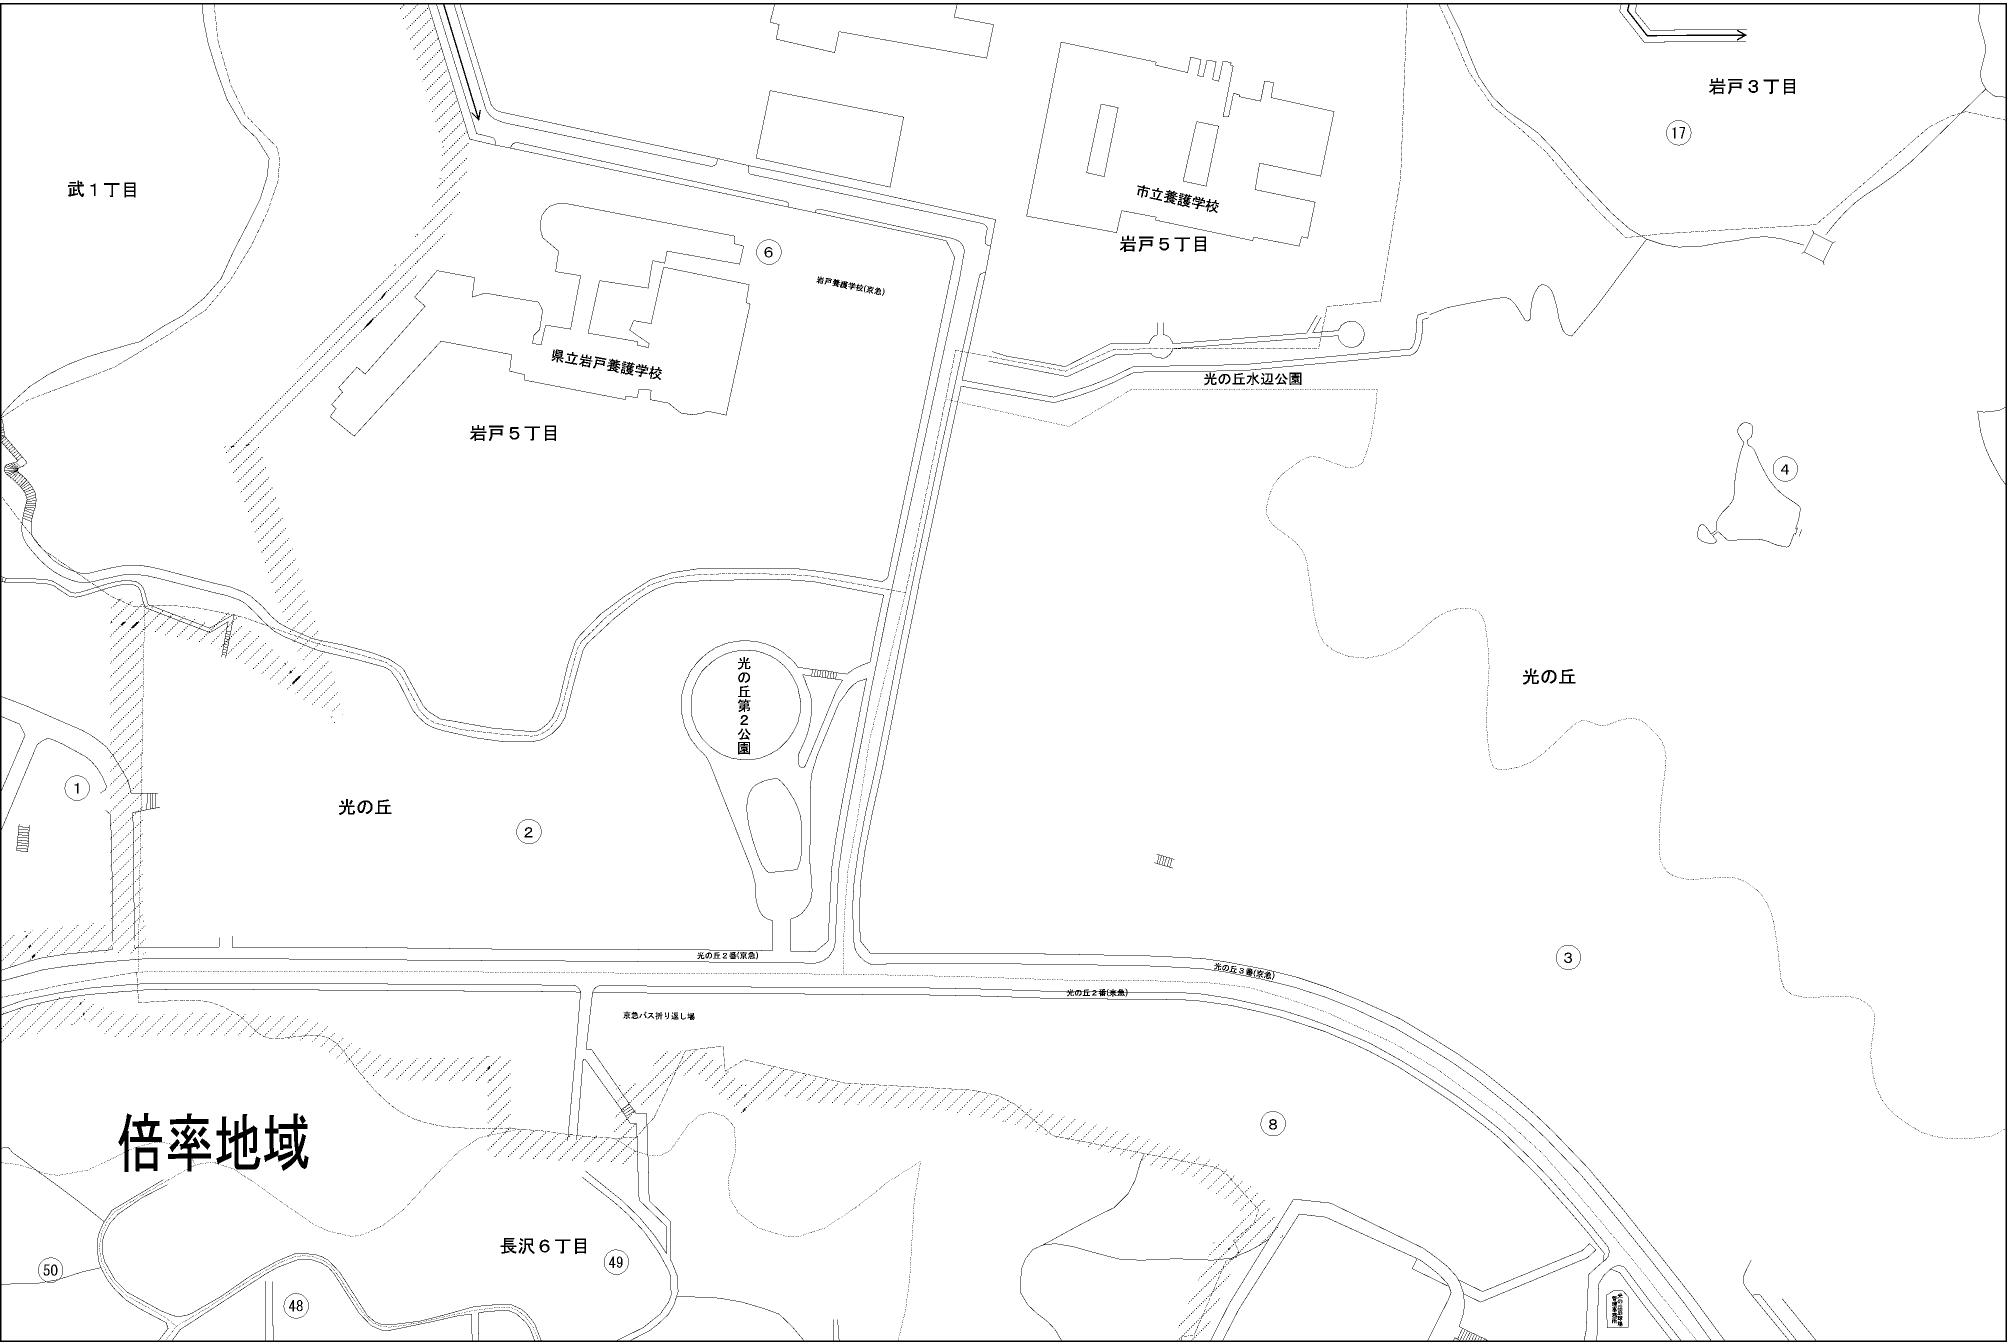 岩戸３丁目
17
武１丁目
市立養護学校
岩戸５丁目
6
岩戸養護学校(京急)
県立岩戸養護学校
光の丘水辺公園
岩戸５丁目
4
光の丘第２公園
光の丘
1
光の丘
2
光の丘２番(京急)
3
光の丘３番(京急)
光の丘２番(京急)
京急バス折り返し場
8
倍率地域
長沢６丁目
49
50
48